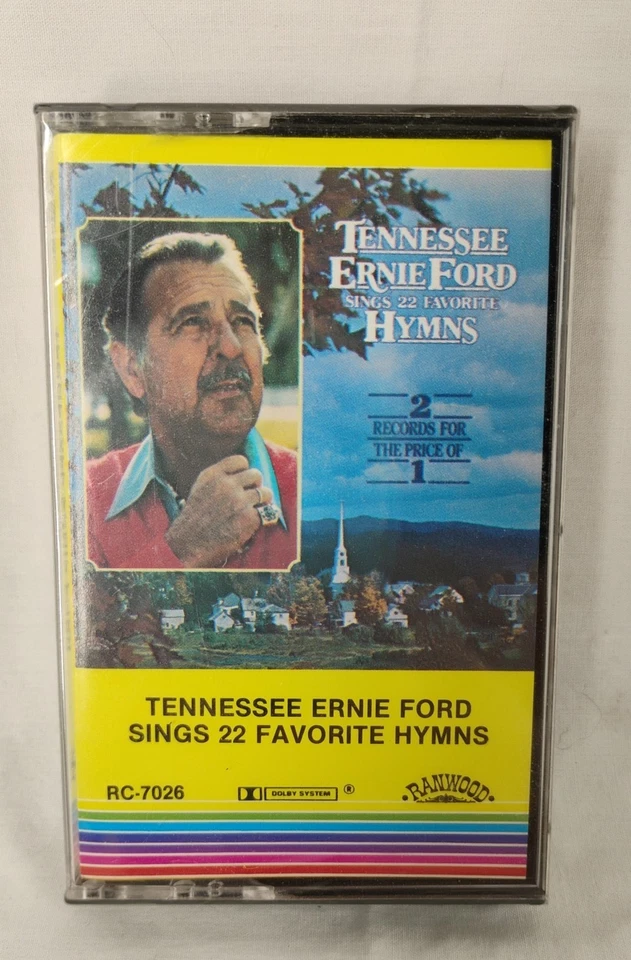 TENNESSEE
ERNIE FORD
SINGS 22 FAVORITE
HYMNS
2
RECORDS FOR
THE PRICE OF
1
TENNESSEE ERNIE FORD
SINGS 22 FAVORITE HYMNS
RC-7026 DOLBY SYSTEM ® RANWOOD